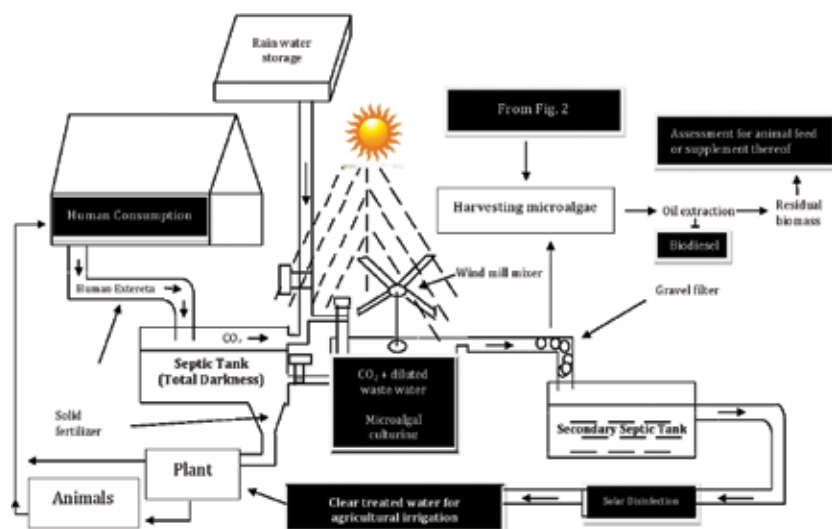 Rain water
storage
From Fig. 2
Assessment for animal feed
or supplement thereof
Human Consumption
Harvesting microalgae
Oil extraction
Residual
biomass
Biodiesel
Wind mill mixer
Human Extereta
Gravel filter
CO₂
Septic Tank
(Total Darkness)
CO₂ + diluted
waste water
Microalgal
culturing
Solid
fertilizer
Secondary Septic Tank
Plant
Animals
Clear treated water for
agricultural irrigation
Solar Disinfection